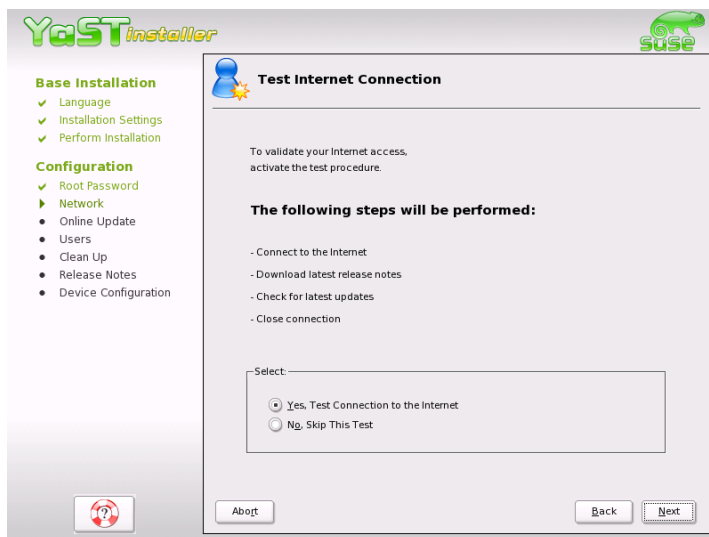 YaST installer
SUSE
Base Installation
Language
Installation Settings
Perform Installation
Configuration
Root Password
Network
Online Update
Users
Clean Up
Release Notes
Device Configuration
Test Internet Connection
To validate your Internet access,
activate the test procedure.
The following steps will be performed:
- Connect to the Internet
- Download latest release notes
- Check for latest updates
- Close connection
Select:
Yes, Test Connection to the Internet
No, Skip This Test
?
Abort
Back
Next